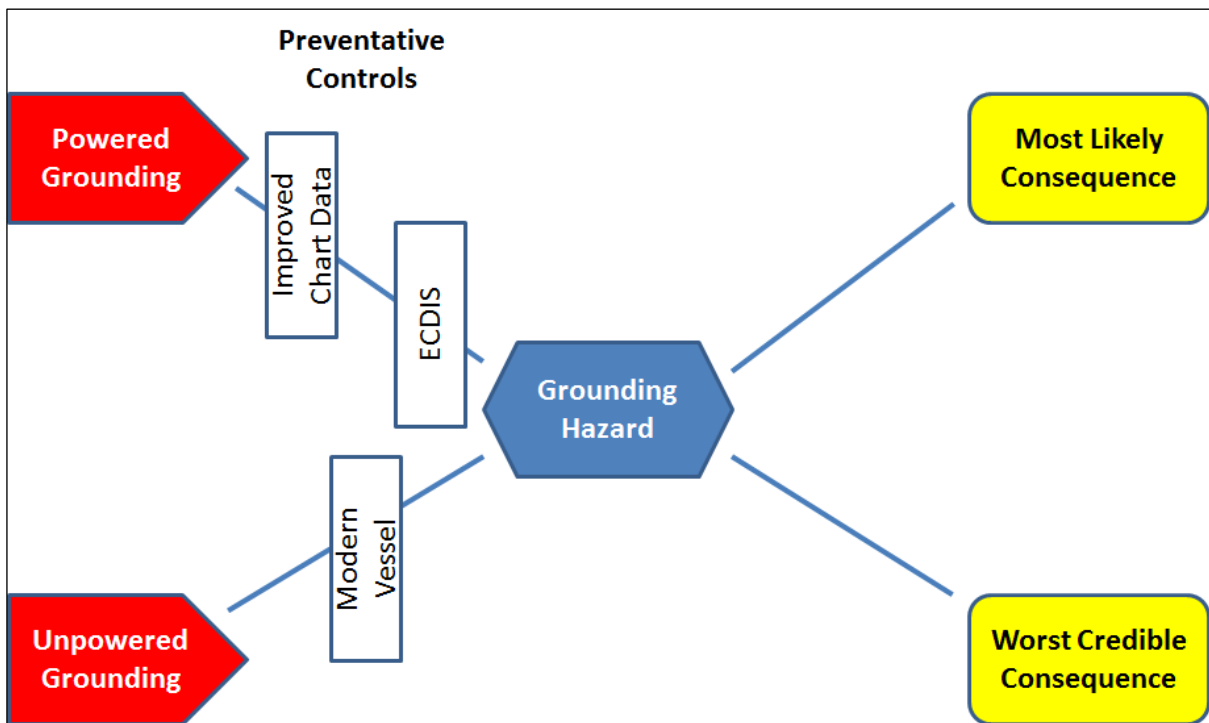 Preventative
Controls
Powered
Grounding
Improved
Chart Data
ECDIS
Most Likely
Consequence
Grounding
Hazard
Modern
Vessel
Unpowered
Grounding
Worst Credible
Consequence